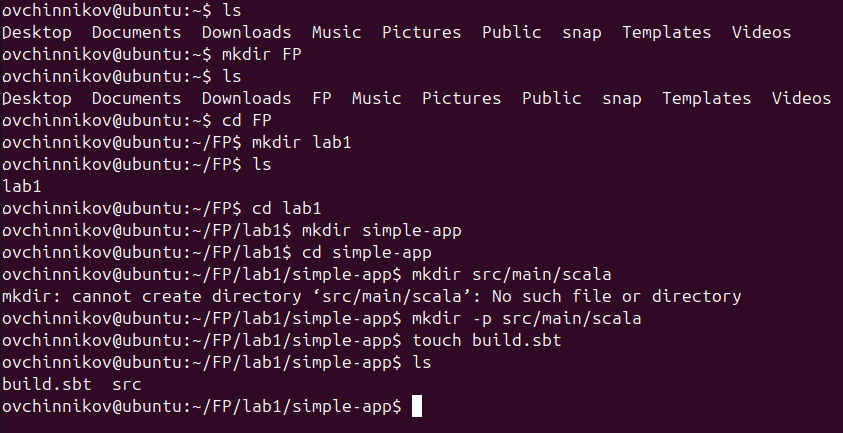 ovchinnikov@ubuntu:~$ ls
Desktop  Documents  Downloads  Music  Pictures  Public  snap  Templates  Videos
ovchinnikov@ubuntu:~$ mkdir FP
ovchinnikov@ubuntu:~$ ls
Desktop  Documents  Downloads  FP  Music  Pictures  Public  snap  Templates  Videos
ovchinnikov@ubuntu:~$ cd FP
ovchinnikov@ubuntu:~/FP$ mkdir lab1
ovchinnikov@ubuntu:~/FP$ ls
lab1
ovchinnikov@ubuntu:~/FP$ cd lab1
ovchinnikov@ubuntu:~/FP/lab1$ mkdir simple-app
ovchinnikov@ubuntu:~/FP/lab1$ cd simple-app
ovchinnikov@ubuntu:~/FP/lab1/simple-app$ mkdir src/main/scala
mkdir: cannot create directory ‘src/main/scala’: No such file or directory
ovchinnikov@ubuntu:~/FP/lab1/simple-app$ mkdir -p src/main/scala
ovchinnikov@ubuntu:~/FP/lab1/simple-app$ touch build.sbt
ovchinnikov@ubuntu:~/FP/lab1/simple-app$ ls
build.sbt  src
ovchinnikov@ubuntu:~/FP/lab1/simple-app$